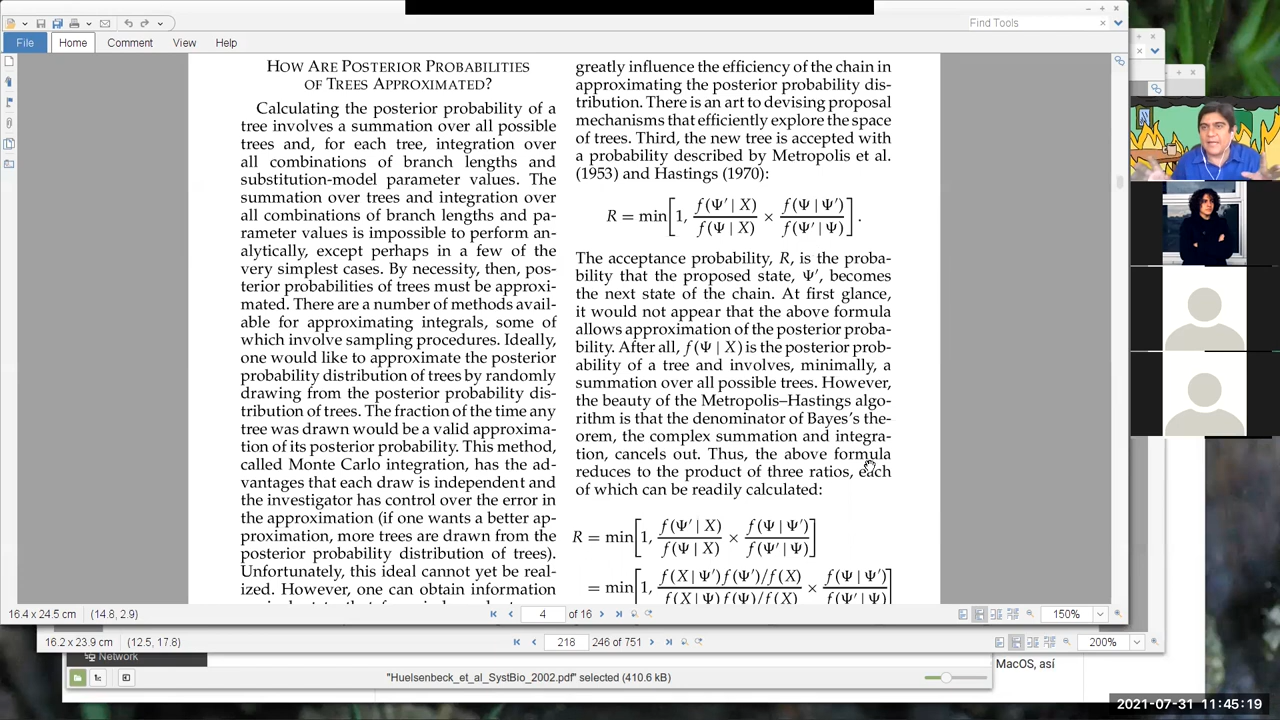 Find Tools
File
Home
Comment
View
Help
HOW ARE POSTERIOR PROBABILITIES
OF TREES APPROXIMATED?
Calculating the posterior probability of a
tree involves a summation over all possible
trees and, for each tree, integration over
all combinations of branch lengths and
substitution-model parameter values. The
summation over trees and integration over
all combinations of branch lengths and pa-
rameter values is impossible to perform an-
alytically, except perhaps in a few of the
very simplest cases. By necessity, then, pos-
terior probabilities of trees must be approxi-
mated. There are a number of methods avail-
able for approximating integrals, some of
which involve sampling procedures. Ideally,
one would like to approximate the posterior
probability distribution of trees by randomly
drawing from the posterior probability dis-
tribution of trees. The fraction of the time any
tree was drawn would be a valid approxima-
tion of its posterior probability. This method,
called Monte Carlo integration, has the ad-
vantages that each draw is independent and
the investigator has control over the error in
the approximation (if one wants a better ap-
proximation, more trees are drawn from the
posterior probability distribution of trees).
Unfortunately, this ideal cannot yet be real-
ized. However, one can obtain information
greatly influence the efficiency of the chain in
approximating the posterior probability dis-
tribution. There is an art to devising proposal
mechanisms that efficiently explore the space
of trees. Third, the new tree is accepted with
a probability described by Metropolis et al.
(1953) and Hastings (1970):
R = min[1, f(Ψ′ | X) / f(Ψ | X) × f(Ψ | Ψ′) / f(Ψ′ | Ψ)].
The acceptance probability, R, is the proba-
bility that the proposed state, Ψ′, becomes
the next state of the chain. At first glance,
it would not appear that the above formula
allows approximation of the posterior proba-
bility. After all, f(Ψ | X) is the posterior prob-
ability of a tree and involves, minimally, a
summation over all possible trees. However,
the beauty of the Metropolis–Hastings algo-
rithm is that the denominator of Bayes's the-
orem, the complex summation and integra-
tion, cancels out. Thus, the above formula
reduces to the product of three ratios, each
of which can be readily calculated:
R = min[1, f(Ψ′ | X) / f(Ψ | X) × f(Ψ | Ψ′) / f(Ψ′ | Ψ)]
= min[1, f(X | Ψ′)f(Ψ′)/f(X) / f(X | Ψ)f(Ψ)/f(X) × f(Ψ | Ψ′) / f(Ψ′ | Ψ)]
16.4 x 24.5 cm (14.8, 2.9)
4 of 16
150%
16.2 x 23.9 cm (12.5, 17.8)
218 246 of 751
200%
Network
MacOS, así
"Huelsenbeck_et_al_SystBio_2002.pdf" selected (410.6 kB)
2021-07-31 11:45:19